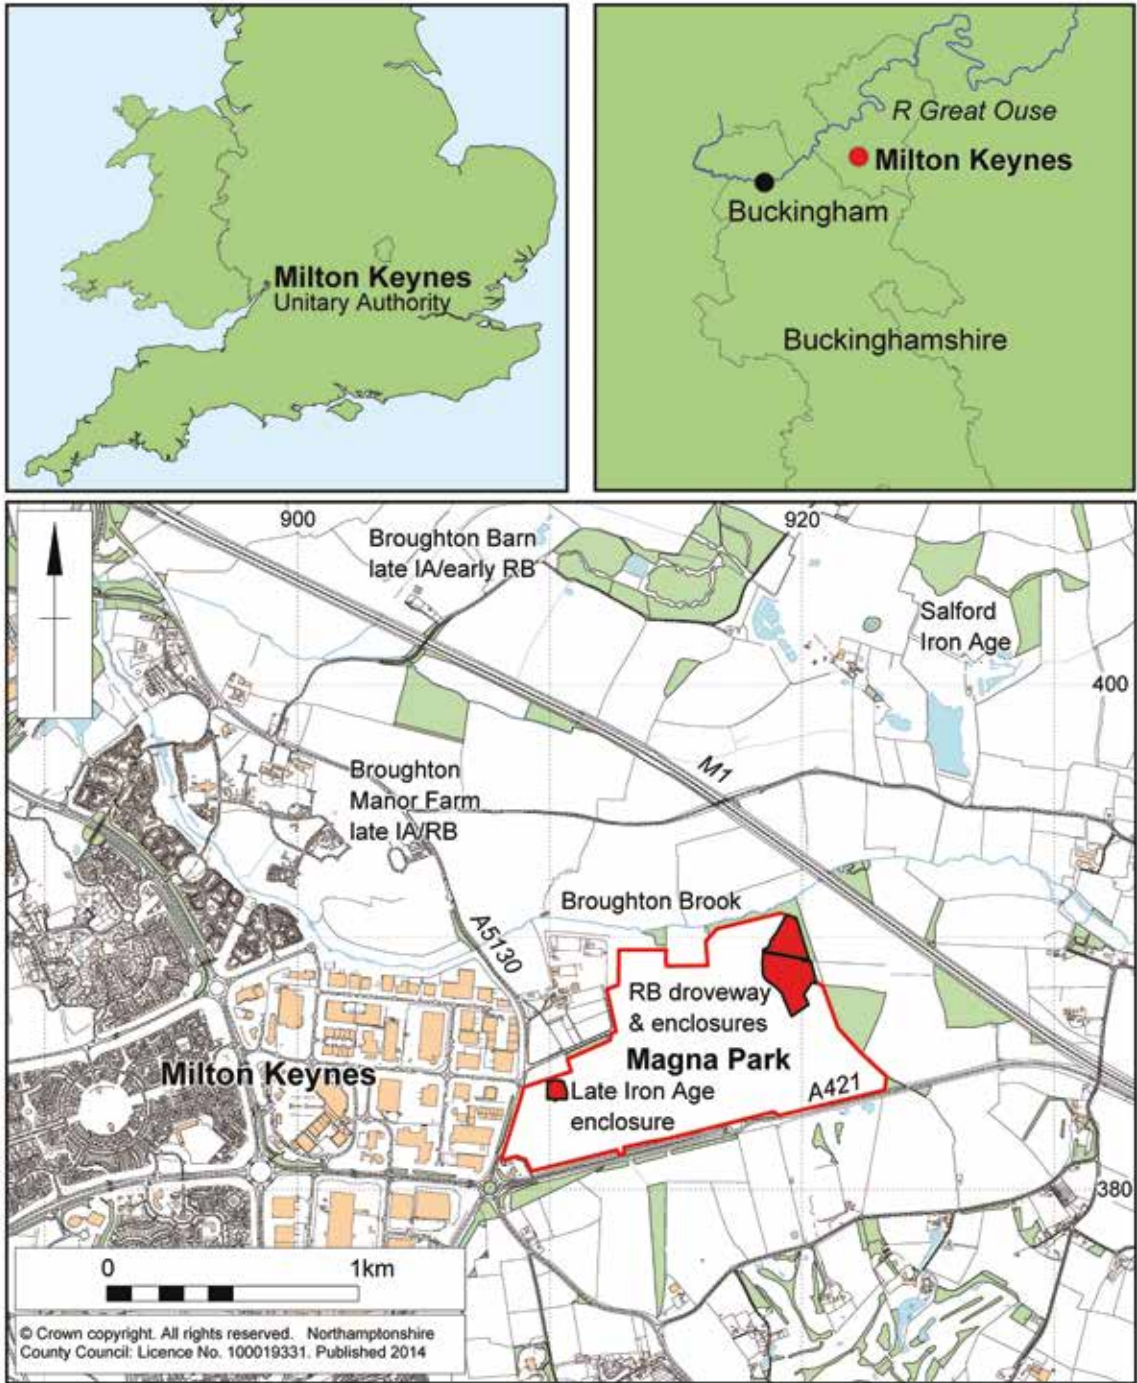 Milton Keynes
Unitary Authority
R Great Ouse
Milton Keynes
Buckingham
Buckinghamshire
900
920
Broughton Barn
late IA/early RB
Salford
Iron Age
400
M1
Broughton
Manor Farm
late IA/RB
Broughton Brook
A5130
RB droveway
& enclosures
Magna Park
Milton Keynes
Late Iron Age
enclosure
A421
380
0 1km
© Crown copyright. All rights reserved. Northamptonshire
County Council: Licence No. 100019331. Published 2014